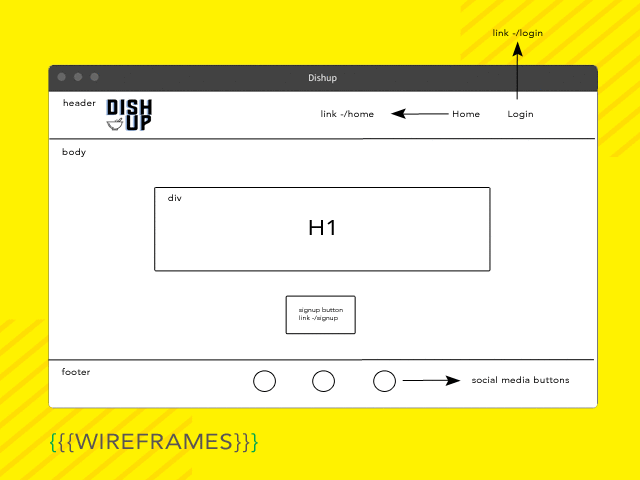 link -/login
Dishup
header
DISH
UP
link -/home
Home
Login
body
div
H1
signup button
link -/signup
footer
social media buttons
{{{WIREFRAMES}}}